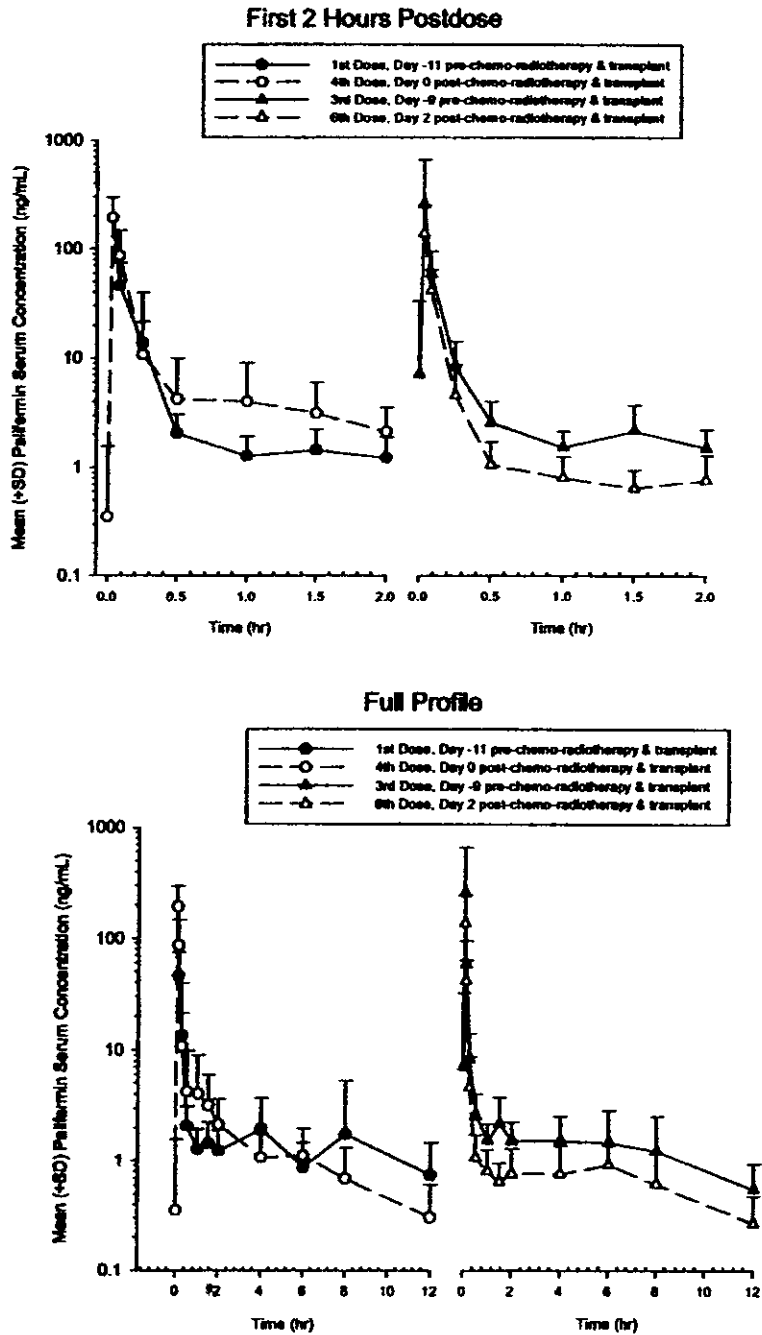 First 2 Hours Postdose
1st Dose, Day -11 pre-chemo-radiotherapy & transplant
4th Dose, Day 0 post-chemo-radiotherapy & transplant
3rd Dose, Day -9 pre-chemo-radiotherapy & transplant
6th Dose, Day 2 post-chemo-radiotherapy & transplant
Mean (+SD) Palifermin Serum Concentration (ng/mL)
1000
100
10
1
0.1
0.0 0.5 1.0 1.5 2.0
0.0 0.5 1.0 1.5 2.0
Time (hr)
Time (hr)
Full Profile
1st Dose, Day -11 pre-chemo-radiotherapy & transplant
4th Dose, Day 0 post-chemo-radiotherapy & transplant
3rd Dose, Day -9 pre-chemo-radiotherapy & transplant
6th Dose, Day 2 post-chemo-radiotherapy & transplant
Mean (+SD) Palifermin Serum Concentration (ng/mL)
1000
100
10
1
0.1
0 2 4 6 8 10 12
0 2 4 6 8 10 12
Time (hr)
Time (hr)